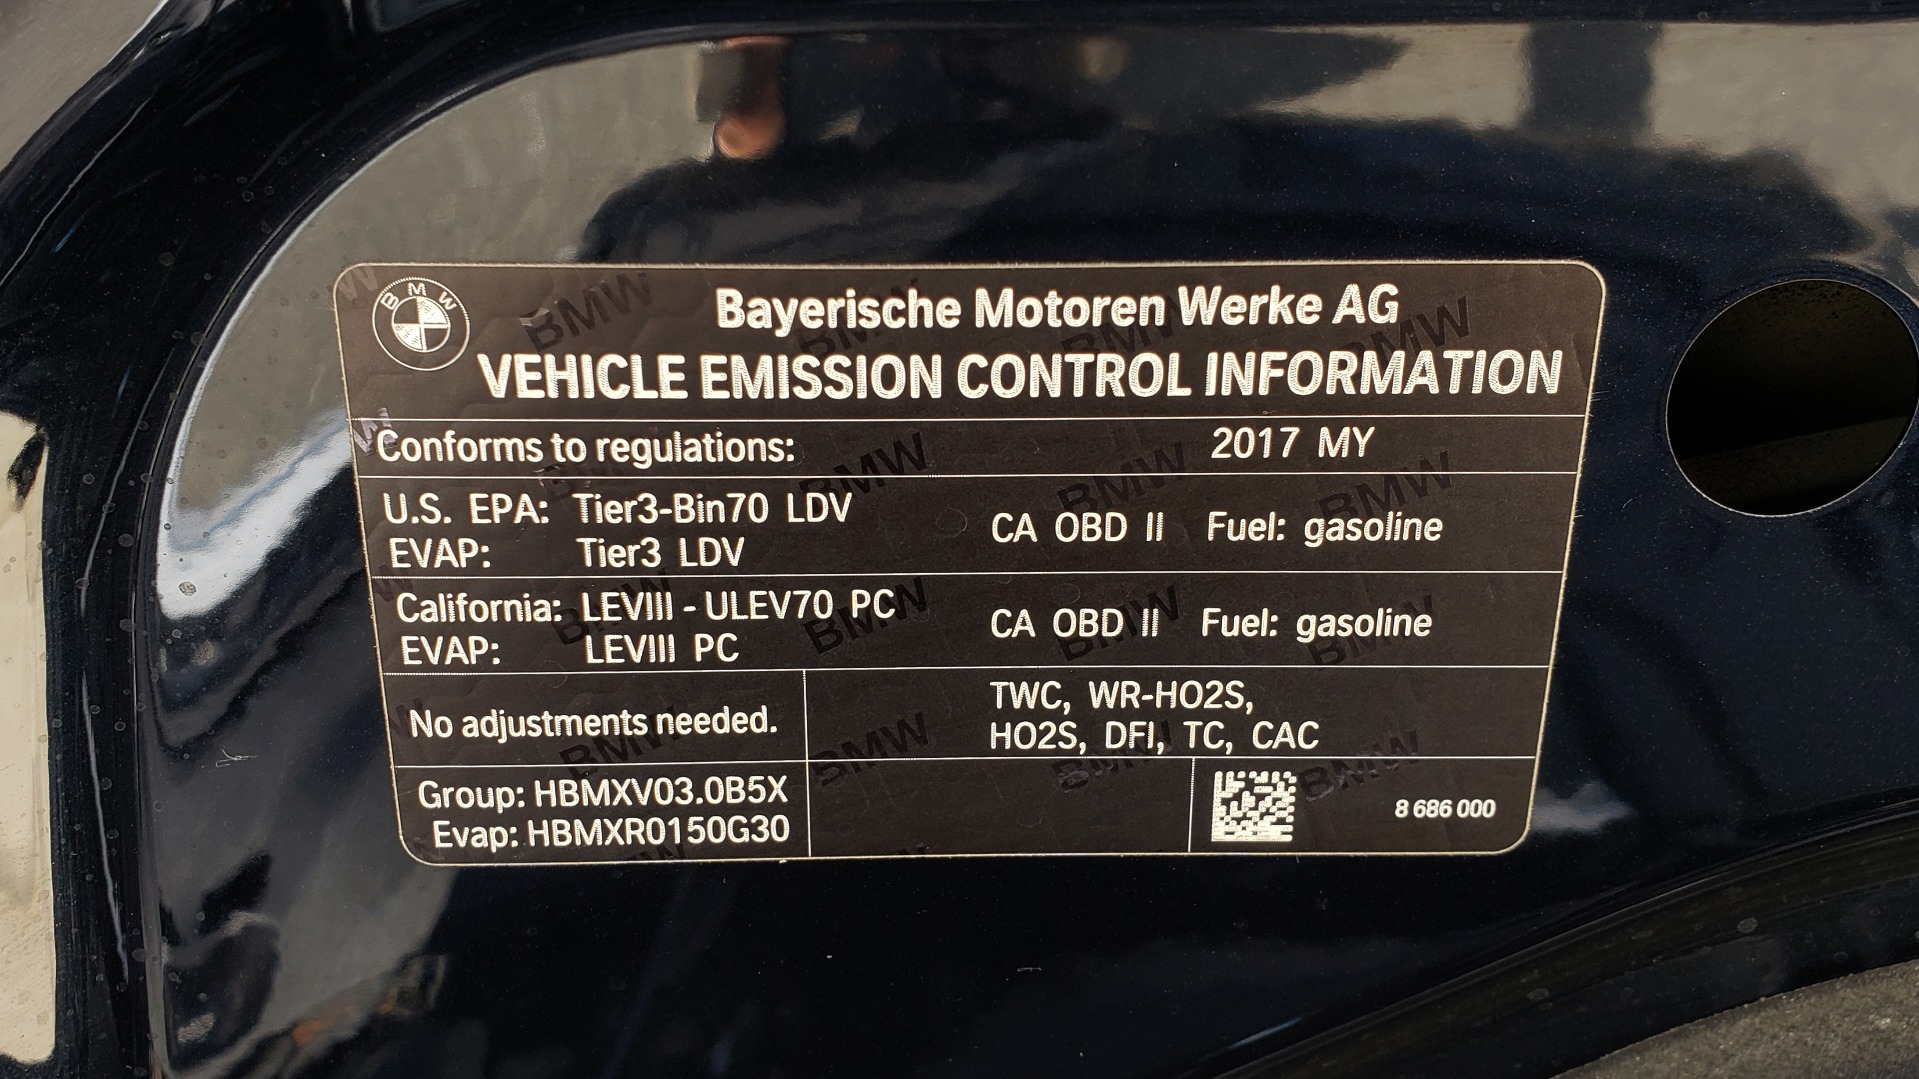 BMW
Bayerische Motoren Werke AG
VEHICLE EMISSION CONTROL INFORMATION
Conforms to regulations: 2017 MY
U.S. EPA: Tier3-Bin70 LDV
EVAP: Tier3 LDV
CA OBD II Fuel: gasoline
California: LEVIII - ULEV70 PC
EVAP: LEVIII PC
CA OBD II Fuel: gasoline
No adjustments needed.
TWC, WR-HO2S,
HO2S, DFI, TC, CAC
Group: HBMXV03.0B5X
Evap: HBMXR0150G30
8 686 000